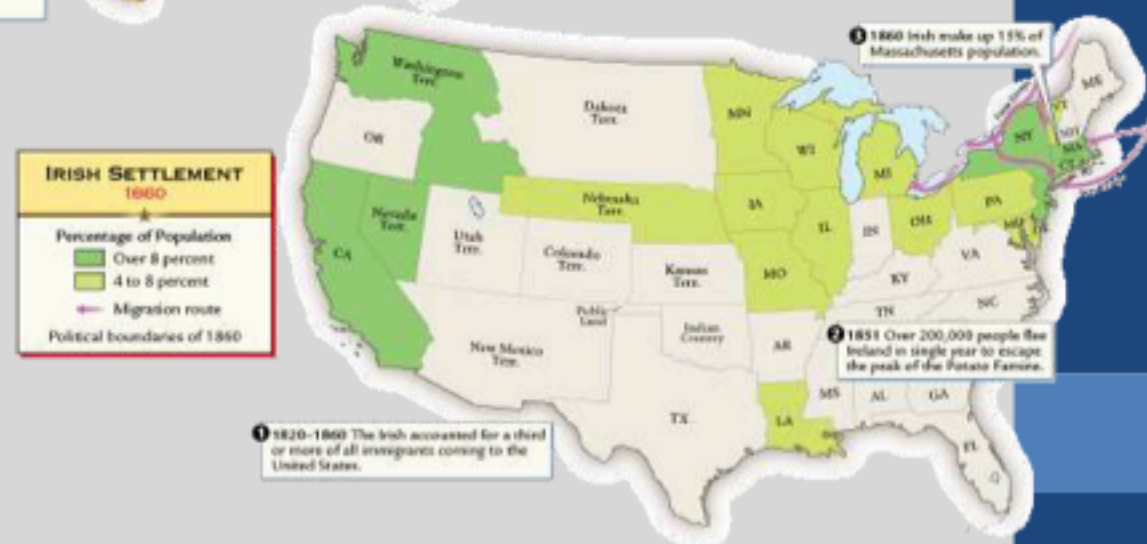 IRISH SETTLEMENT
1860
Percentage of Population
Over 8 percent
4 to 8 percent
Migration route
Political boundaries of 1860
❶ 1820–1860 The Irish accounted for a third
or more of all immigrants coming to the
United States.
❷ 1851 Over 200,000 people flee
Ireland in single year to escape
the peak of the Potato Famine.
❸ 1860 Irish make up 15% of
Massachusetts population.
Washington
Terr.
OR
CA
Nevada
Terr.
Utah
Terr.
Colorado
Terr.
New Mexico
Terr.
Dakota
Terr.
Nebraska
Terr.
Kansas
Terr.
Public
Land
Indian
Country
TX
MN
IA
MO
AR
LA
WI
IL
MI
IN
OH
KY
TN
MS
AL
GA
FL
NC
VA
PA
NY
VT
ME
MA